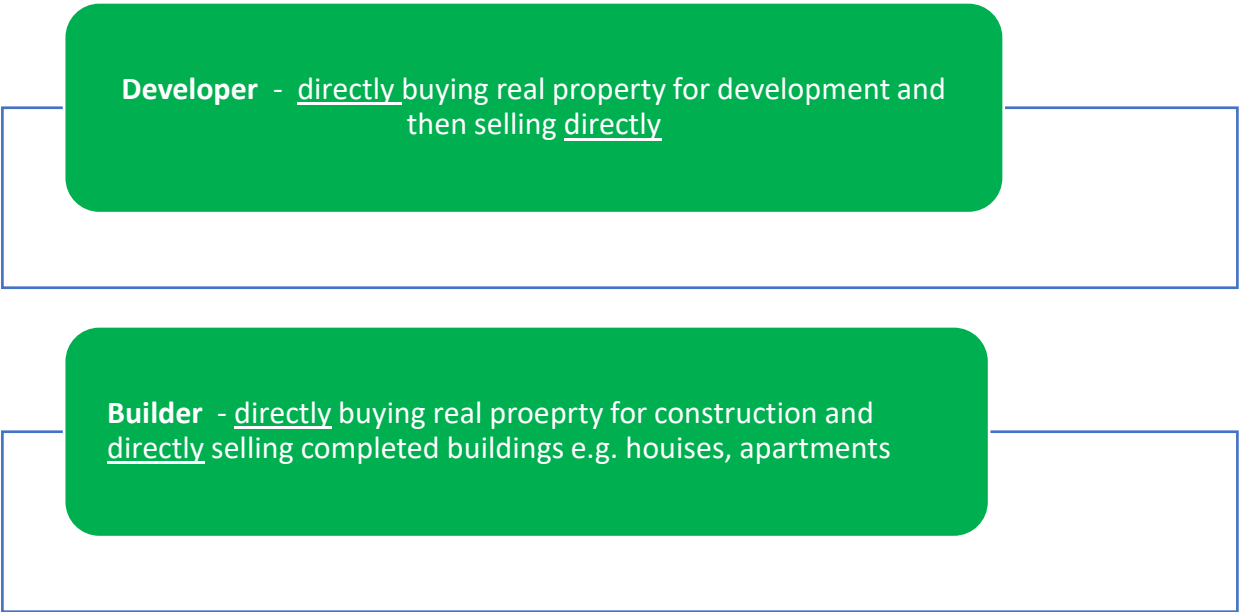 Developer - directly buying real property for development and
then selling directly
Builder - directly buying real proeprty for construction and
directly selling completed buildings e.g. houises, apartments